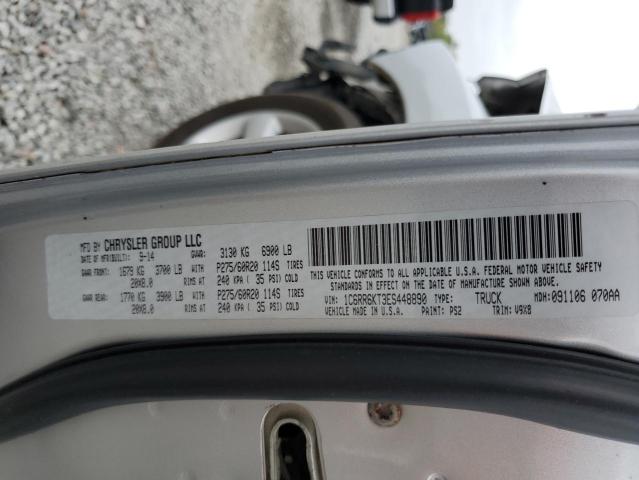 MFD BY CHRYSLER GROUP LLC
DATE OF MFR(BUILT): 9-14 GVWR: 3130 KG 6900 LB
GAWR FRONT: 1679 KG 3700 LB WITH P275/60R20 114S TIRES
20X8.0 RIMS AT 240 KPA ( 35 PSI) COLD
GAWR REAR: 1770 KG 3900 LB WITH P275/60R20 114S TIRES
20X8.0 RIMS AT 240 KPA ( 35 PSI) COLD
THIS VEHICLE CONFORMS TO ALL APPLICABLE U.S.A. FEDERAL MOTOR VEHICLE SAFETY
STANDARDS IN EFFECT ON THE DATE OF MANUFACTURE SHOWN ABOVE.
VIN: 1C6RR6KT3ES448890 TYPE: TRUCK MDH: 091106 070AA
VEHICLE MADE IN U.S.A. PAINT: PS2 TRIM: V9X8